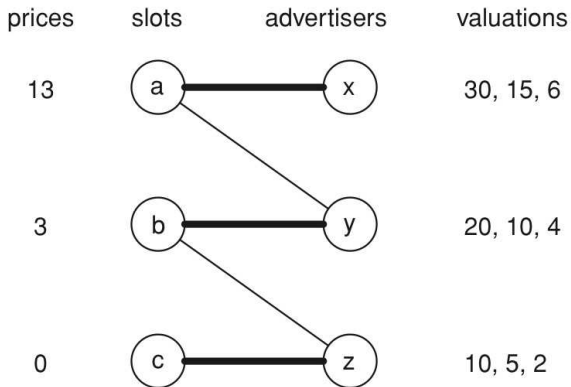 prices slots advertisers valuations
13 a x 30, 15, 6
3 b y 20, 10, 4
0 c z 10, 5, 2